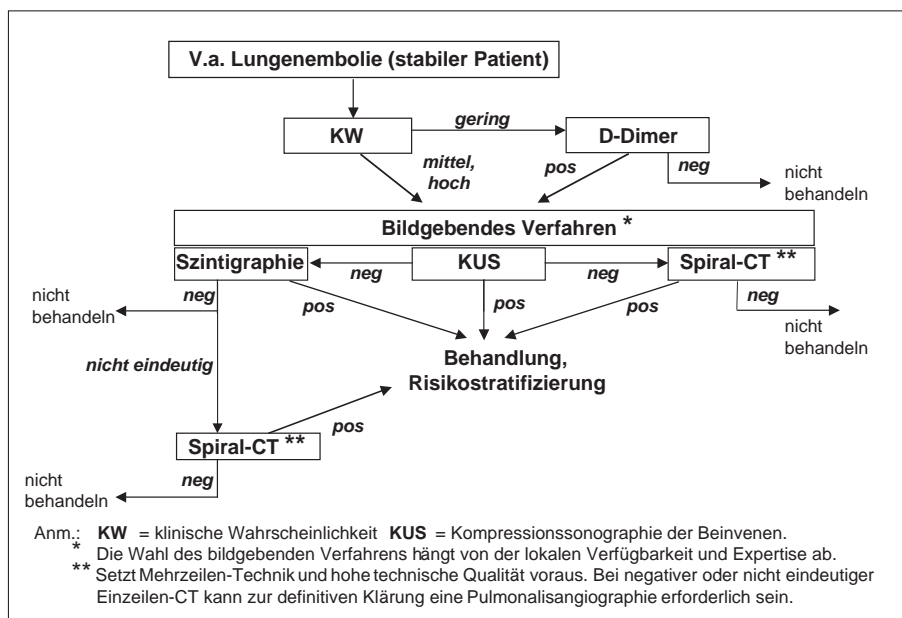 V.a. Lungenembolie (stabiler Patient)
gering
KW
D-Dimer
mittel,
hoch
pos
neg
nicht
behandeln
Bildgebendes Verfahren *
Szintigraphie
neg
KUS
neg
Spiral-CT **
nicht
behandeln
neg
pos
pos
pos
neg
nicht
behandeln
Behandlung,
Risikostratifizierung
nicht eindeutig
pos
Spiral-CT **
nicht
behandeln
neg
Anm.: KW = klinische Wahrscheinlichkeit KUS = Kompressionssonographie der Beinvenen.
* Die Wahl des bildgebenden Verfahrens hängt von der lokalen Verfügbarkeit und Expertise ab.
** Setzt Mehrzeilen-Technik und hohe technische Qualität voraus. Bei negativer oder nicht eindeutiger
Einzeilen-CT kann zur definitiven Klärung eine Pulmonalisangiographie erforderlich sein.